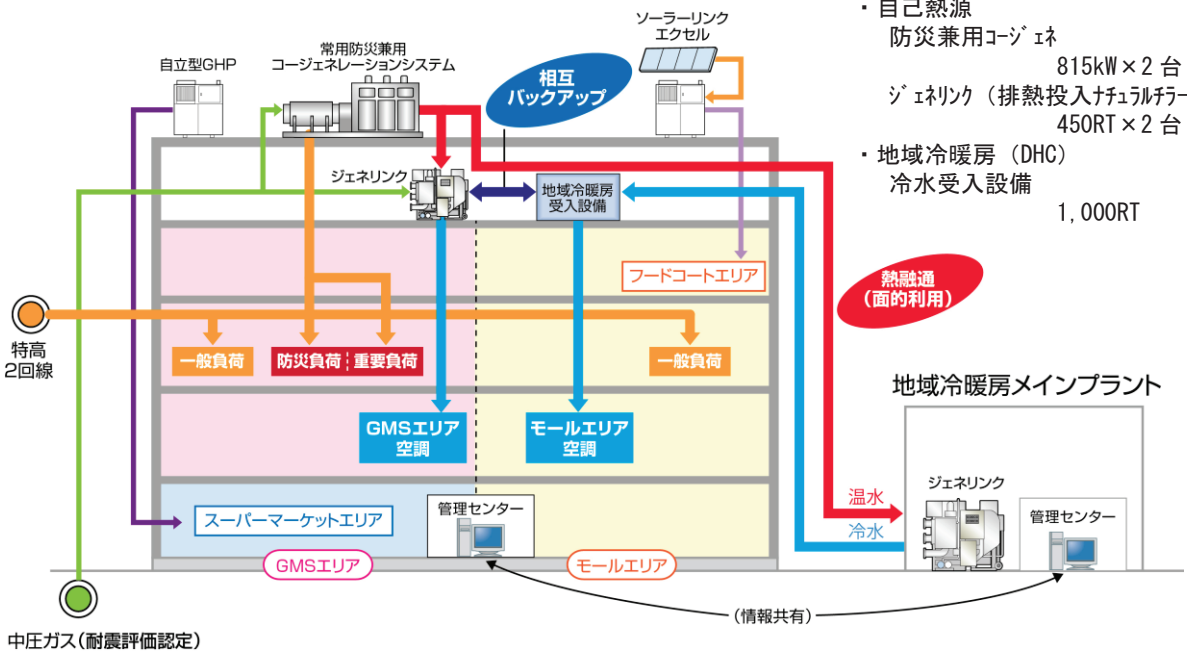 ソーラーリンク
エクセル
常用防災兼用
コージェネレーションシステム
自立型GHP
相互
バックアップ
・自己熱源
防災兼用コージェネ
815kW×2 台
ジェネリンク（排熱投入ナチュラルチラー
450RT×2 台
・地域冷暖房（DHC）
冷水受入設備
1,000RT
ジェネリンク
地域冷暖房
受入設備
フードコートエリア
熱融通
（面的利用）
特高
2回線
一般負荷
防災負荷
重要負荷
一般負荷
地域冷暖房メインプラント
GMSエリア
空調
モールエリア
空調
ジェネリンク
温水
冷水
管理センター
スーパーマーケットエリア
管理センター
GMSエリア
モールエリア
（情報共有）
中圧ガス（耐震評価認定）